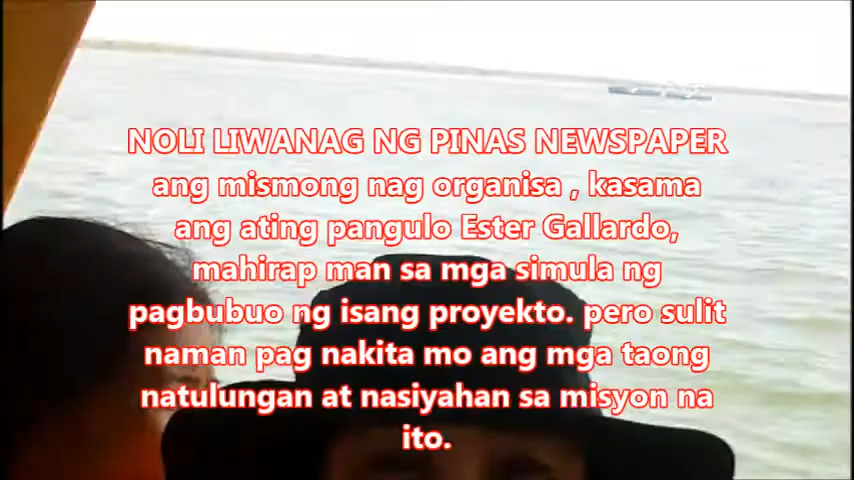 NOLI LIWANAG NG PINAS NEWSPAPER
ang mismong nag organisa , kasama
ang ating pangulo Ester Gallardo,
mahirap man sa mga simula ng
pagbubuo ng isang proyekto. pero sulit
naman pag nakita mo ang mga taong
natulungan at nasiyahan sa misyon na
ito.